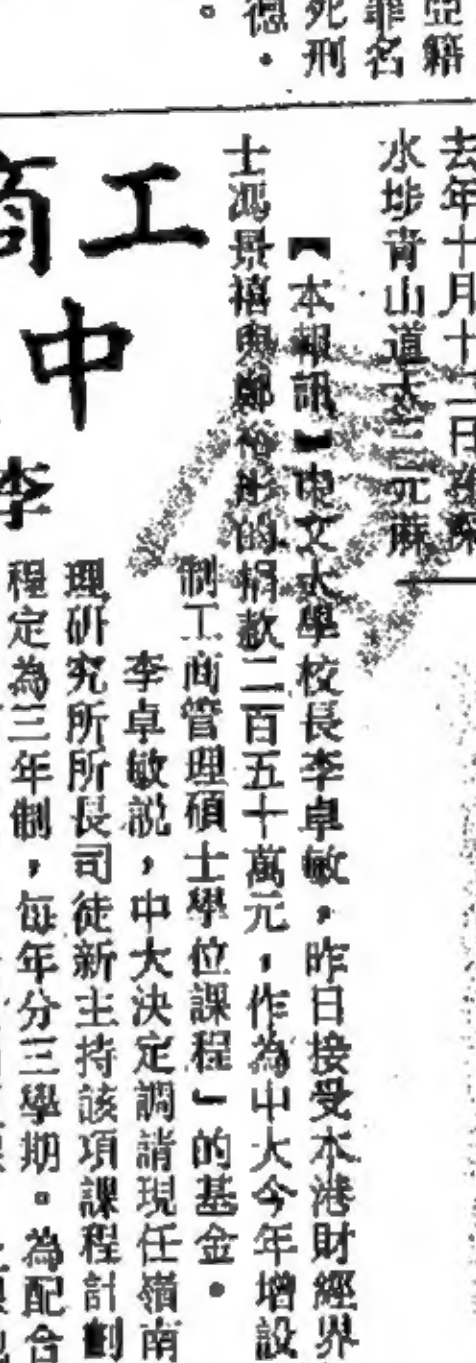 亞籍
罪名
死刑
德．
。
去年十月十二日
水埗青山道大三元麻
工商
中
李
【本報訊】中文大學校長李卓敏，昨日接受本港財經界
士馮景禧與鄭裕彤的捐款二百五十萬元，作為中大今年增設
制工商管理碩士學位課程」的基金。
李卓敏說，中大決定調請現任嶺南
理研究所所長司徒新主持該項課程計劃
程定為三年制，每年分三學期。為配合